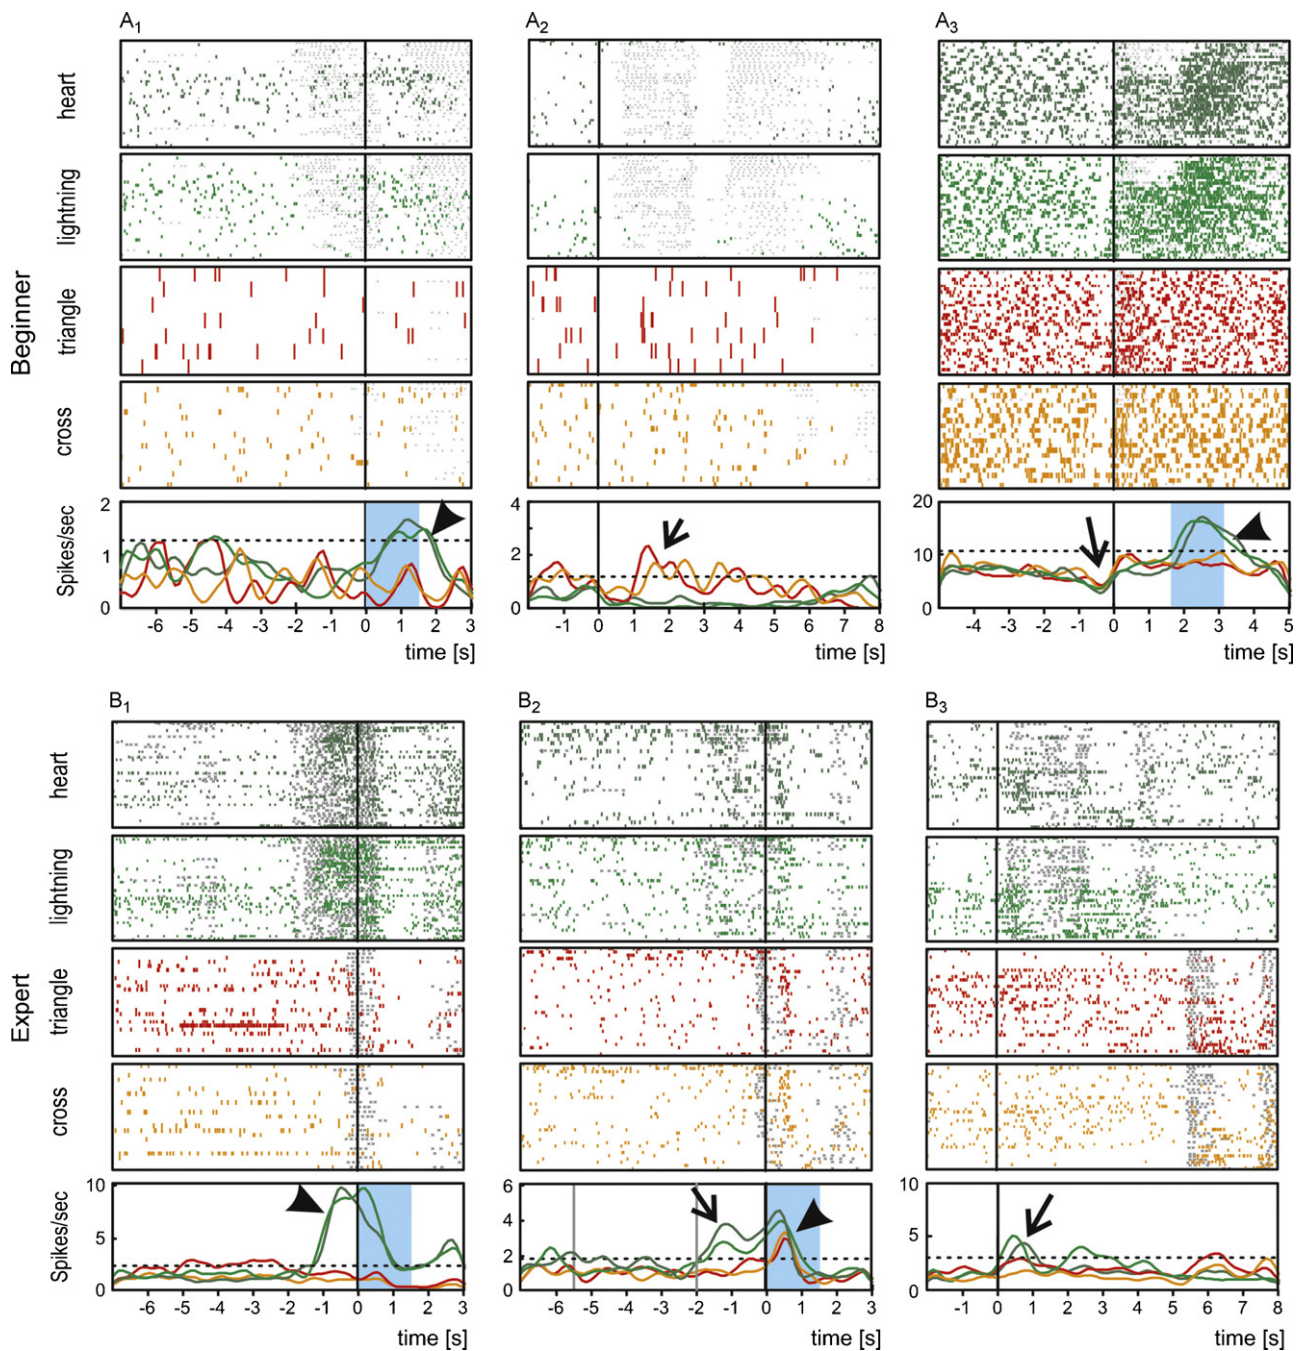 A1 A2 A3
heart
lightning
Beginner
triangle
cross
Spikes/sec
2
1
0
4
2
0
20
10
0
-6 -5 -4 -3 -2 -1 0 1 2 3
-1 0 1 2 3 4 5 6 7 8
-4 -3 -2 -1 0 1 2 3 4 5
time [s] time [s] time [s]
B1 B2 B3
heart
lightning
Expert
triangle
cross
Spikes/sec
10
5
0
6
4
2
0
10
5
0
-6 -5 -4 -3 -2 -1 0 1 2 3
-6 -5 -4 -3 -2 -1 0 1 2 3
-1 0 1 2 3 4 5 6 7 8
time [s] time [s] time [s]